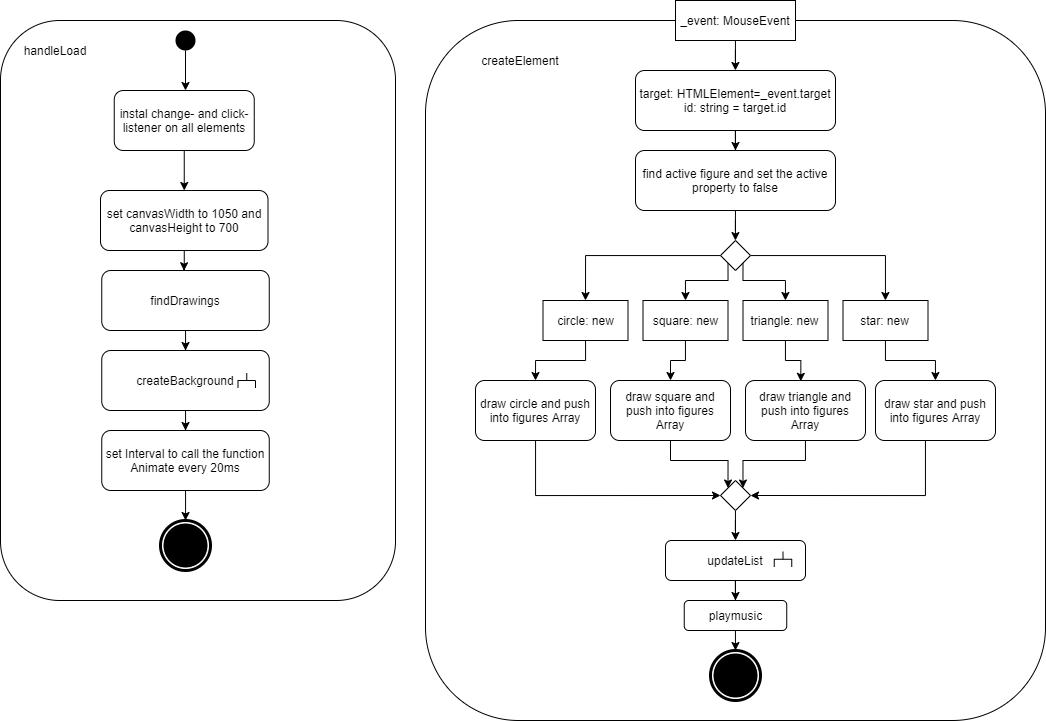 handleLoad
instal change- and click-
listener on all elements
set canvasWidth to 1050 and
canvasHeight to 700
findDrawings
createBackground
set Interval to call the function
Animate every 20ms
_event: MouseEvent
createElement
target: HTMLElement=_event.target
id: string = target.id
find active figure and set the active
property to false
circle: new
square: new
triangle: new
star: new
draw circle and push
into figures Array
draw square and
push into figures
Array
draw triangle and
push into figures
Array
draw star and push
into figures Array
updateList
playmusic